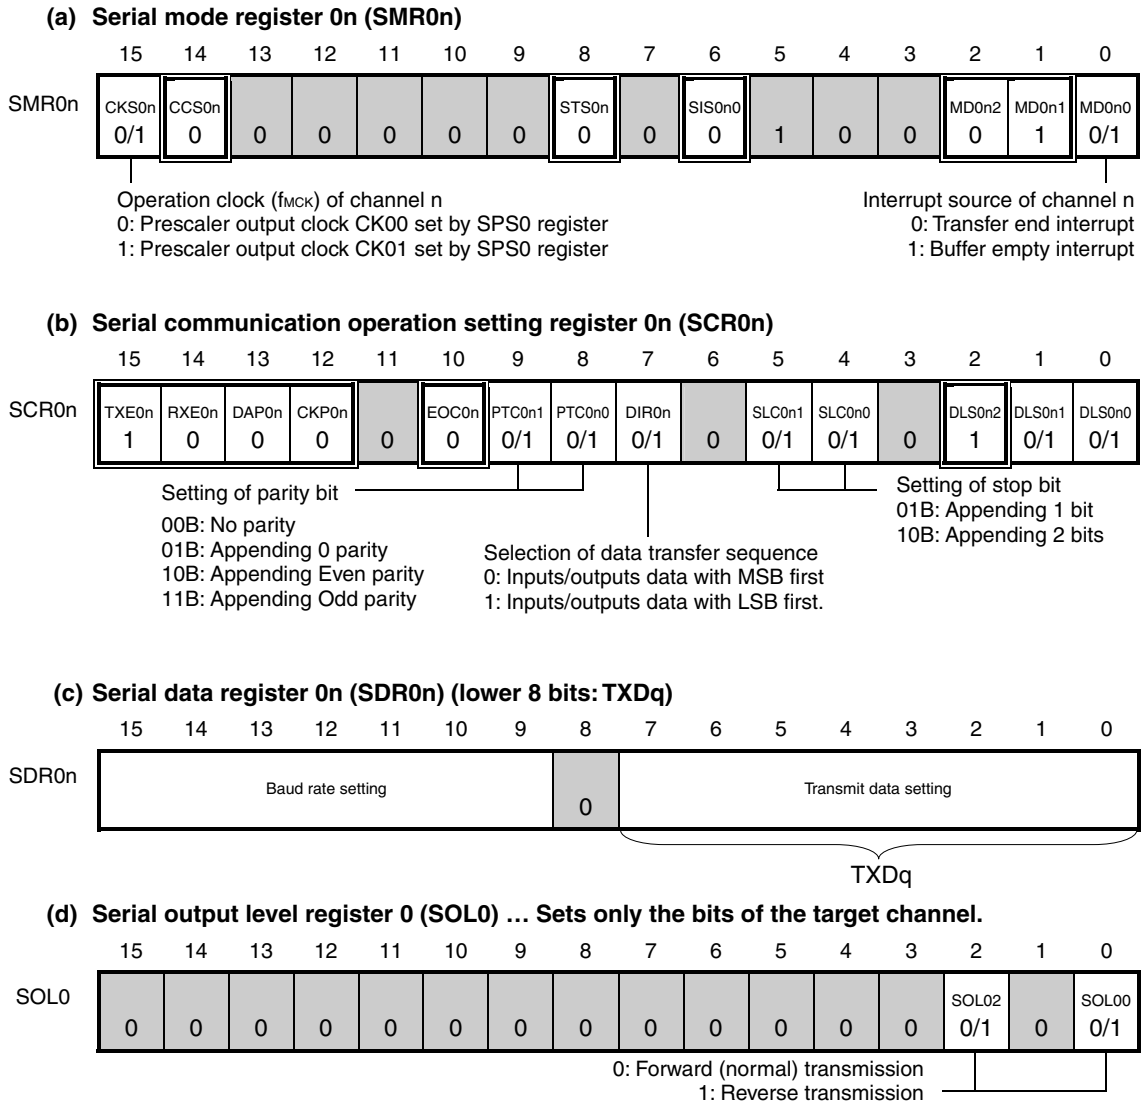 (a) Serial mode register 0n (SMR0n)
15 14 13 12 11 10 9 8 7 6 5 4 3 2 1 0
SMR0n
CKS0n CCS0n STS0n SIS0n0 MD0n2 MD0n1 MD0n0
0/1 0 0 0 0 0 0 0 0 0 1 0 0 0 1 0/1
Operation clock (fMCK) of channel n
0: Prescaler output clock CK00 set by SPS0 register
1: Prescaler output clock CK01 set by SPS0 register
Interrupt source of channel n
0: Transfer end interrupt
1: Buffer empty interrupt
(b) Serial communication operation setting register 0n (SCR0n)
15 14 13 12 11 10 9 8 7 6 5 4 3 2 1 0
SCR0n
TXE0n RXE0n DAP0n CKP0n EOC0n PTC0n1 PTC0n0 DIR0n SLC0n1 SLC0n0 DLS0n2 DLS0n1 DLS0n0
1 0 0 0 0 0 0/1 0/1 0/1 0 0/1 0/1 0 1 0/1 0/1
Setting of parity bit
00B: No parity
01B: Appending 0 parity
10B: Appending Even parity
11B: Appending Odd parity
Selection of data transfer sequence
0: Inputs/outputs data with MSB first
1: Inputs/outputs data with LSB first.
Setting of stop bit
01B: Appending 1 bit
10B: Appending 2 bits
(c) Serial data register 0n (SDR0n) (lower 8 bits: TXDq)
15 14 13 12 11 10 9 8 7 6 5 4 3 2 1 0
SDR0n
Baud rate setting
0
Transmit data setting
TXDq
(d) Serial output level register 0 (SOL0) … Sets only the bits of the target channel.
15 14 13 12 11 10 9 8 7 6 5 4 3 2 1 0
SOL0
SOL02 SOL00
0 0 0 0 0 0 0 0 0 0 0 0 0 0/1 0 0/1
0: Forward (normal) transmission
1: Reverse transmission